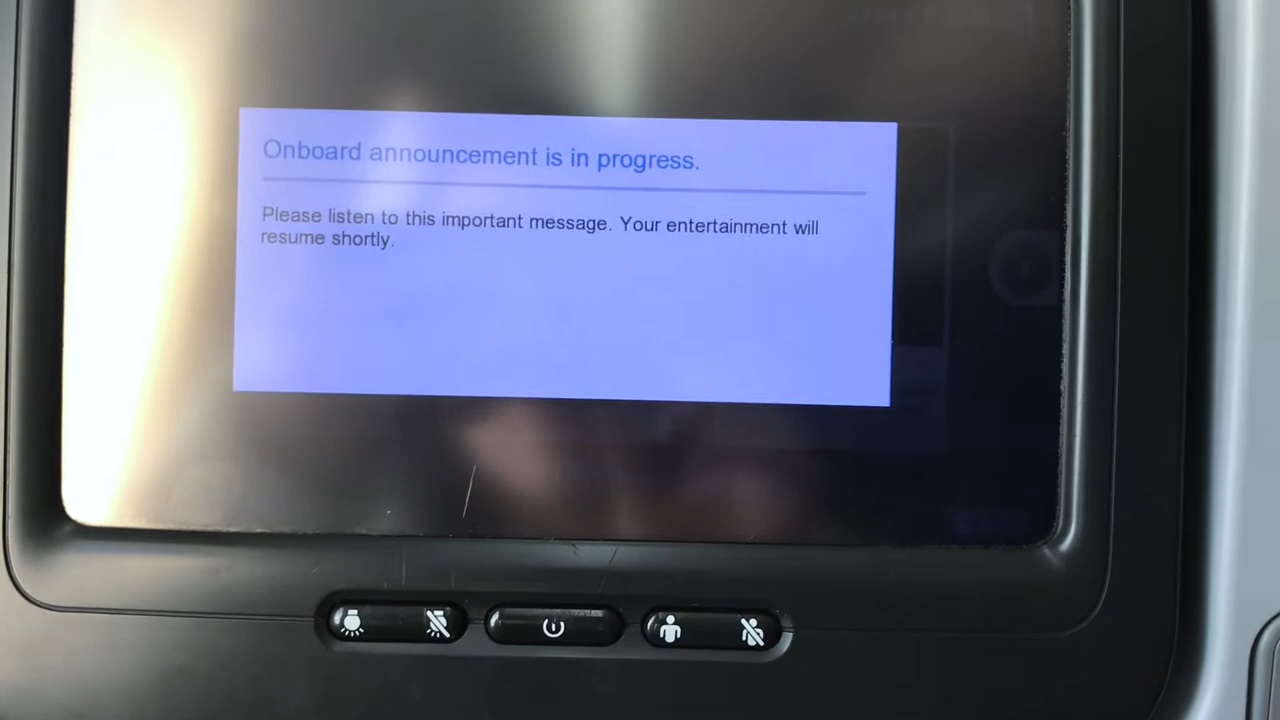 Onboard announcement is in progress.
Please listen to this important message. Your entertainment will
resume shortly.